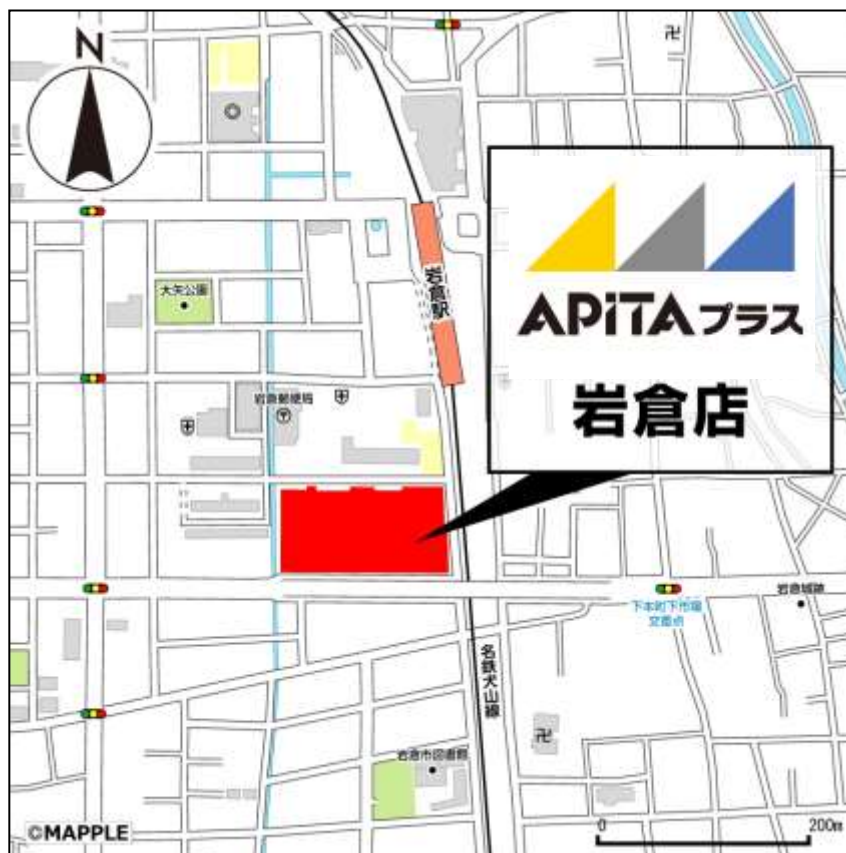 N
大矢公園
岩倉駅
APiTAプラス
岩倉店
岩倉郵便局
下本町下市場
交差点
岩倉城跡
名鉄犬山線
岩倉市図書館
©MAPPLE
0 200m